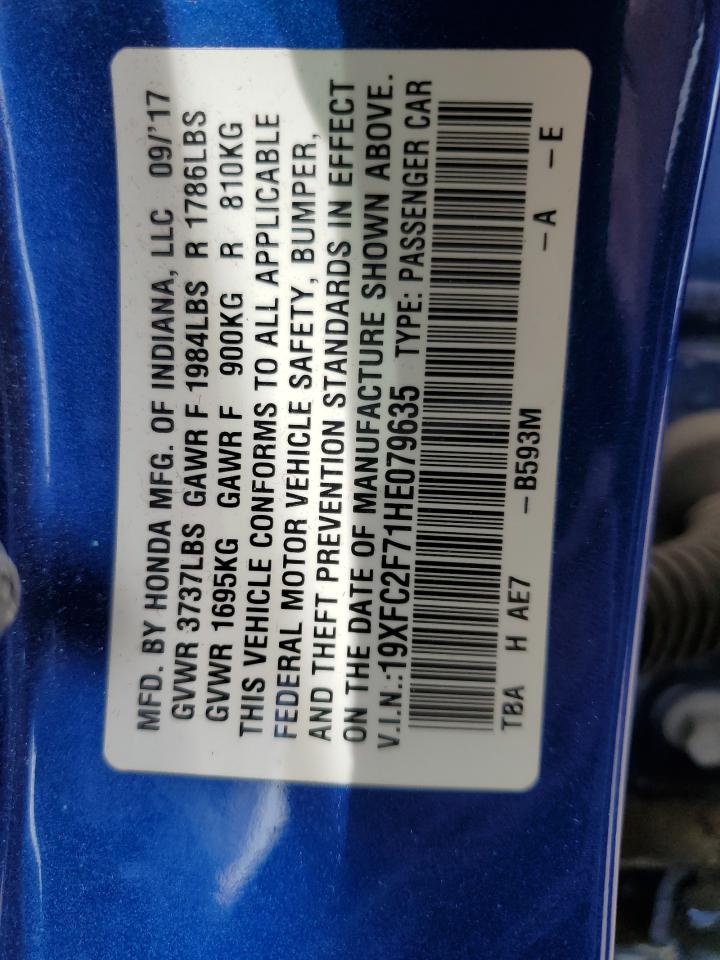 MFD. BY HONDA MFG. OF INDIANA, LLC 09/'17
GVWR 3737LBS GAWR F 1984LBS R 1786LBS
GVWR 1695KG GAWR F 900KG R 810KG
THIS VEHICLE CONFORMS TO ALL APPLICABLE
FEDERAL MOTOR VEHICLE SAFETY, BUMPER,
AND THEFT PREVENTION STANDARDS IN EFFECT
ON THE DATE OF MANUFACTURE SHOWN ABOVE.
V.I.N.:19XFC2F71HE079635 TYPE: PASSENGER CAR
TBA H AE7 -B593M -A -E